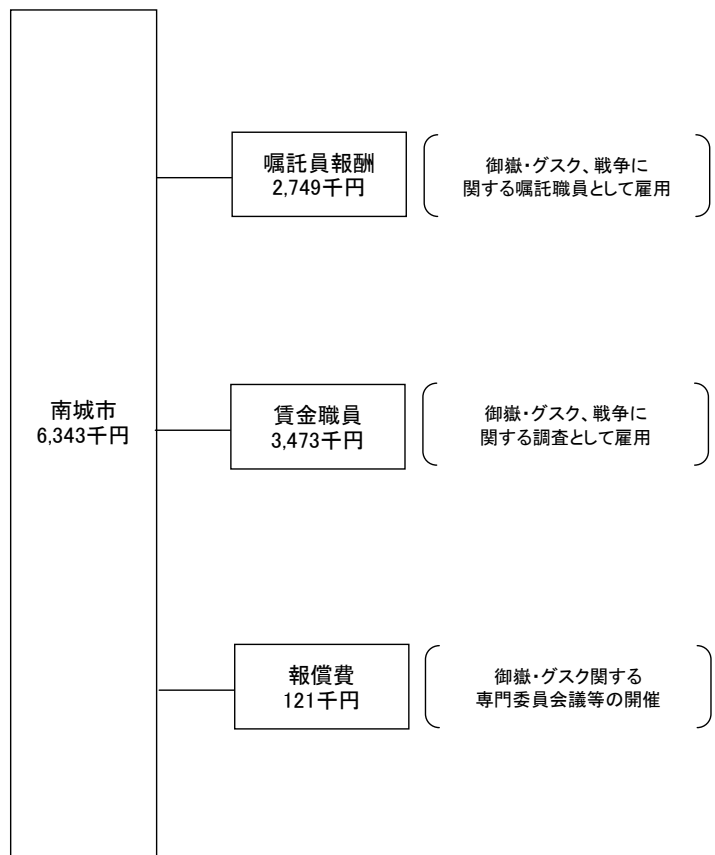 嘱託員報酬
2,749千円
御嶽・グスク、戦争に
関する嘱託職員として雇用
南城市
6,343千円
賃金職員
3,473千円
御嶽・グスク、戦争に
関する調査として雇用
報償費
121千円
御嶽・グスク関する
専門委員会議等の開催